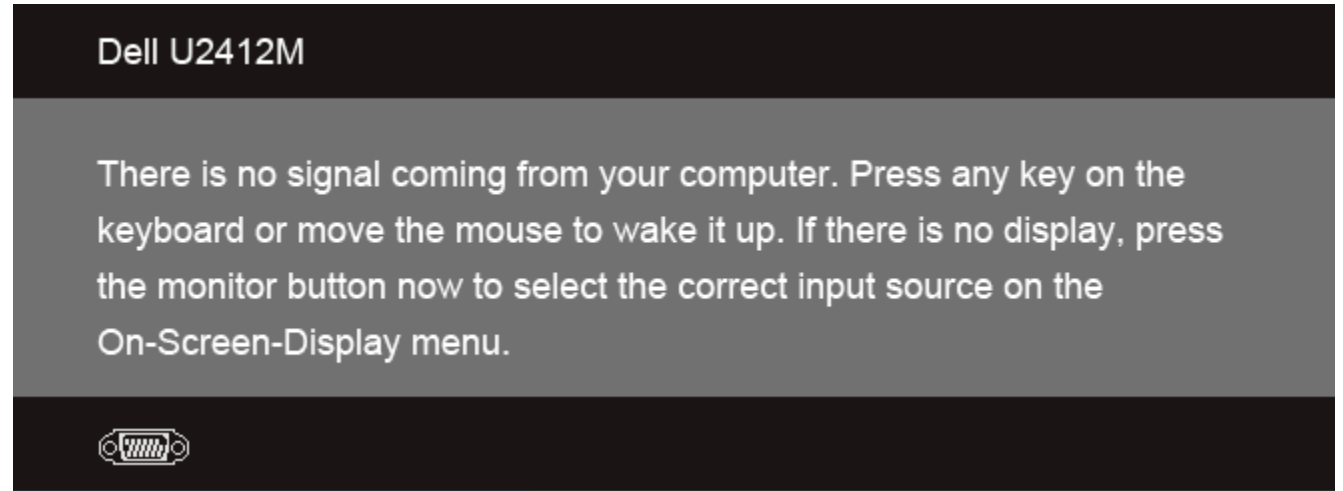 Dell U2412M
There is no signal coming from your computer. Press any key on the
keyboard or move the mouse to wake it up. If there is no display, press
the monitor button now to select the correct input source on the
On-Screen-Display menu.